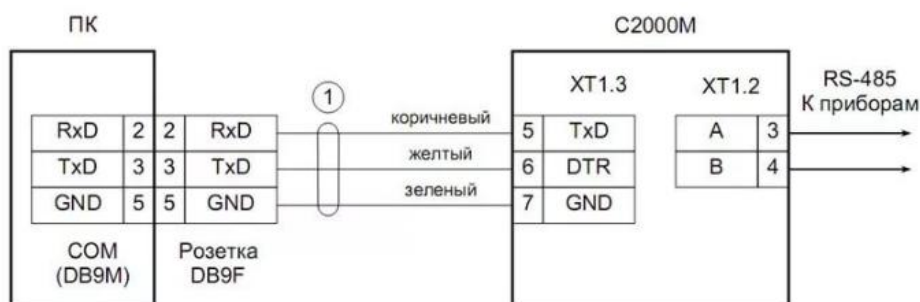 ПК
С2000М
1
XT1.3
XT1.2
RS-485
К приборам
RxD 2 2 RxD
коричневый
5 TxD
A 3
TxD 3 3 TxD
желтый
6 DTR
B 4
GND 5 5 GND
зеленый
7 GND
COM
(DB9M)
Розетка
DB9F